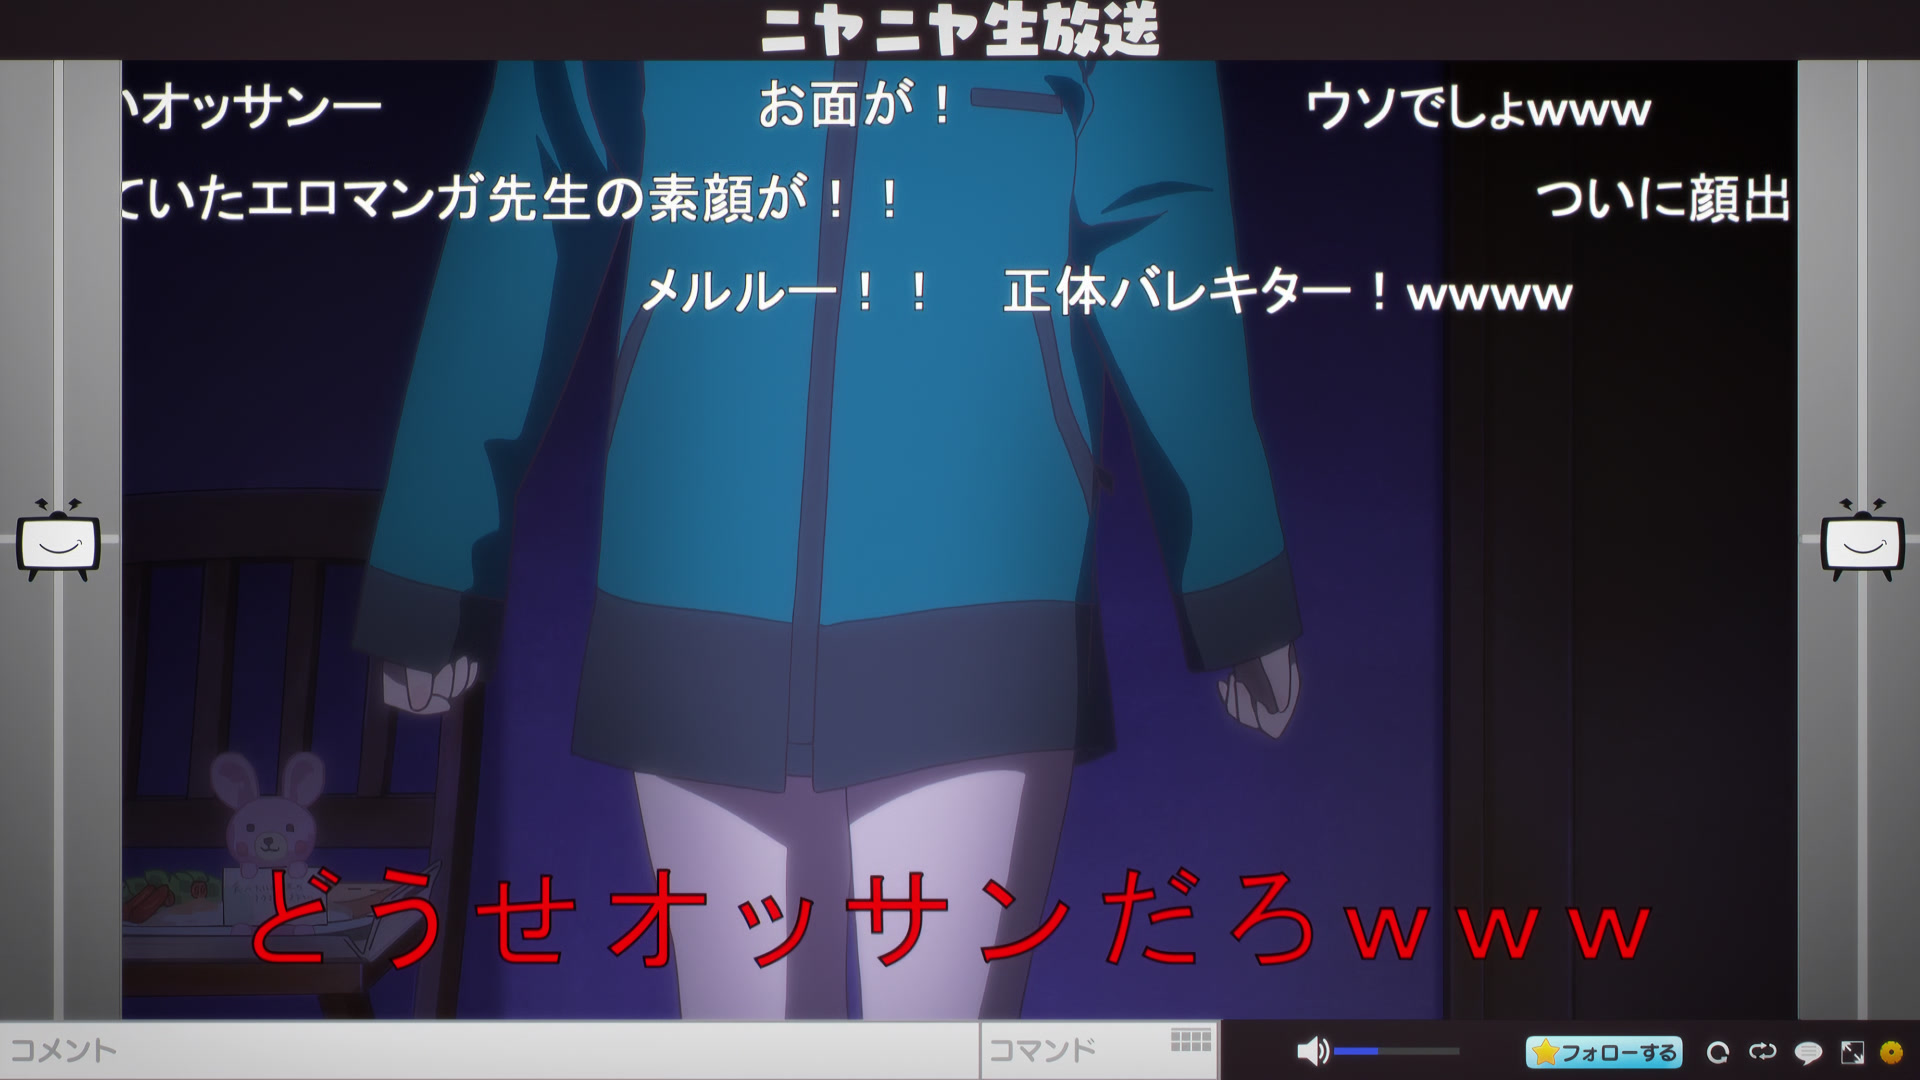 ニヤニヤ生放送
いオッサンー
お面が！
ウソでしょwww
ていたエロマンガ先生の素顔が！！
ついに顔出
メルルー！！
正体バレキター！wwww
どうせオッサンだろｗｗｗ
コメント
コマンド
フォローする